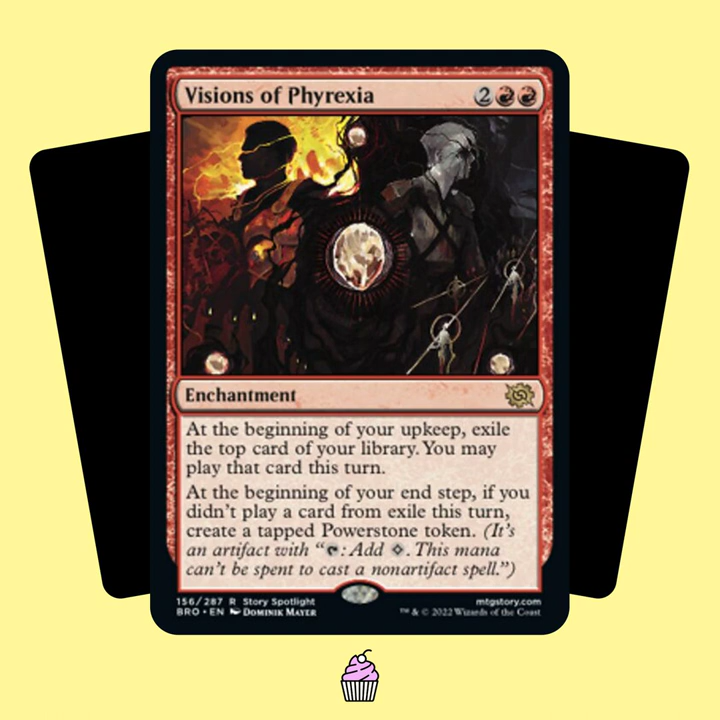 Visions of Phyrexia 2
Enchantment
At the beginning of your upkeep, exile
the top card of your library. You may
play that card this turn.
At the beginning of your end step, if you
didn't play a card from exile this turn,
create a tapped Powerstone token. (It's
an artifact with “: Add . This mana
can't be spent to cast a nonartifact spell.”)
156/287 R Story Spotlight mtgstory.com
BRO • EN Dominik Mayer ™ & © 2022 Wizards of the Coast